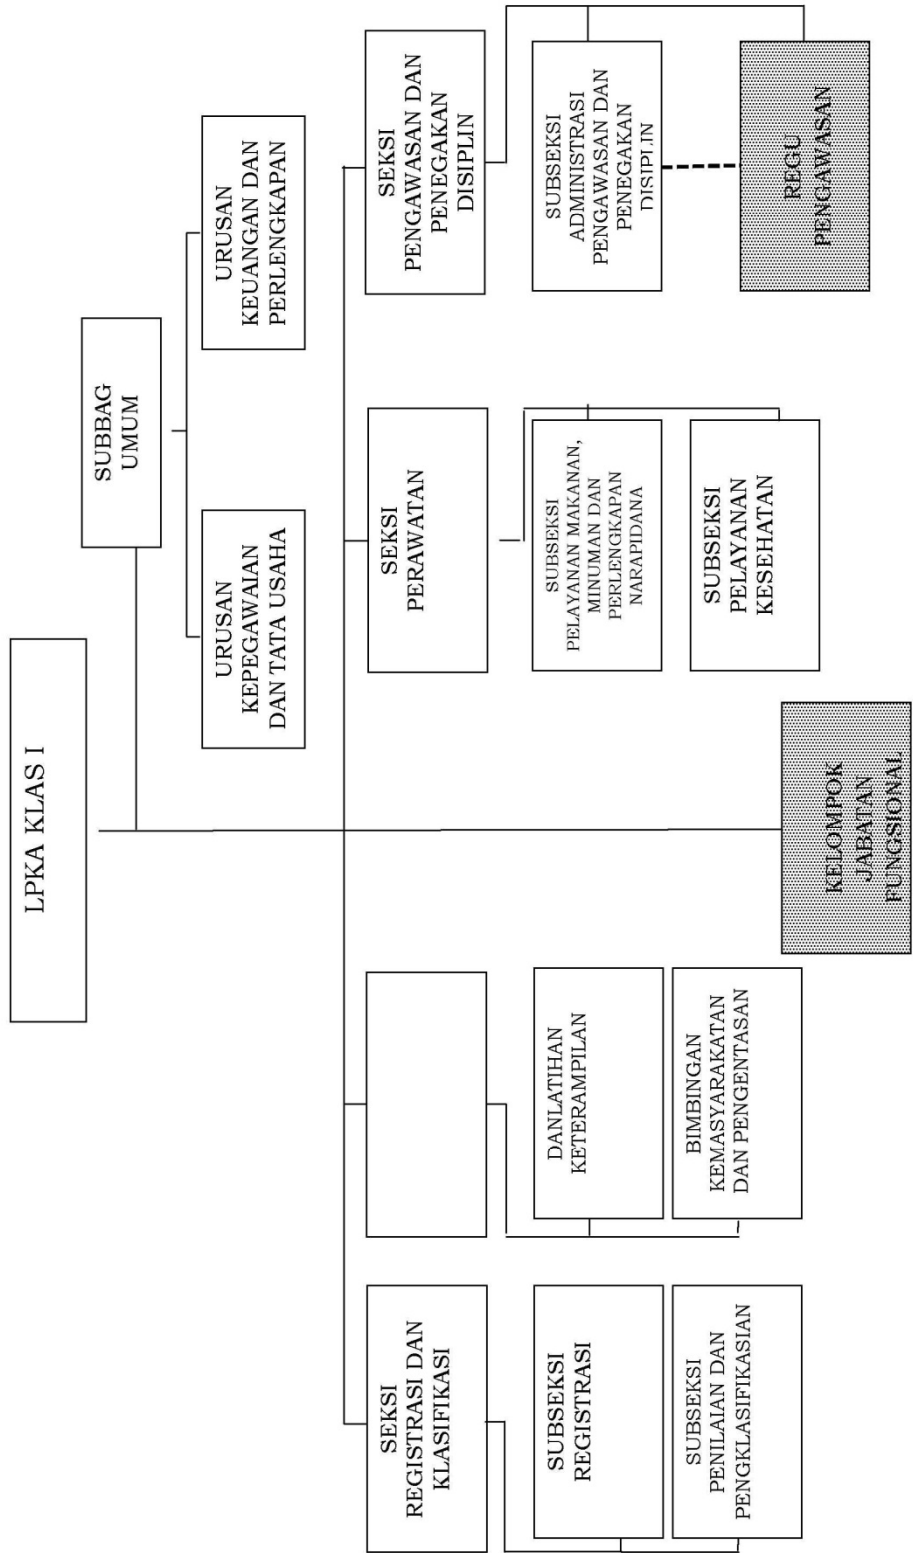 LPKA KLAS I
SUBBAG
UMUM
URUSAN
KEPEGAWAIAN
DAN TATA USAHA
URUSAN
KEUANGAN DAN
PERLENGKAPAN
SEKSI
REGISTRASI DAN
KLASIFIKASI
SEKSI
PERAWATAN
SEKSI
PENGAWASAN DAN
PENEGAKAN
DISIPLIN
SUBSEKSI
REGISTRASI
DANLATIHAN
KETERAMPILAN
SUBSEKSI
PELAYANAN MAKANAN,
MINUMAN DAN
PERLENGKAPAN
NARAPIDANA
SUBSEKSI
ADMINISTRASI
PENGAWASAN DAN
PENEGAKAN
DISIPLIN
SUBSEKSI
PENILAIAN DAN
PENGKLASIFIKASIAN
BIMBINGAN
KEMASYARAKATAN
DAN PENGENTASAN
SUBSEKSI
PELAYANAN
KESEHATAN
REGU
PENGAWASAN
KELOMPOK
JABATAN
FUNGSIONAL